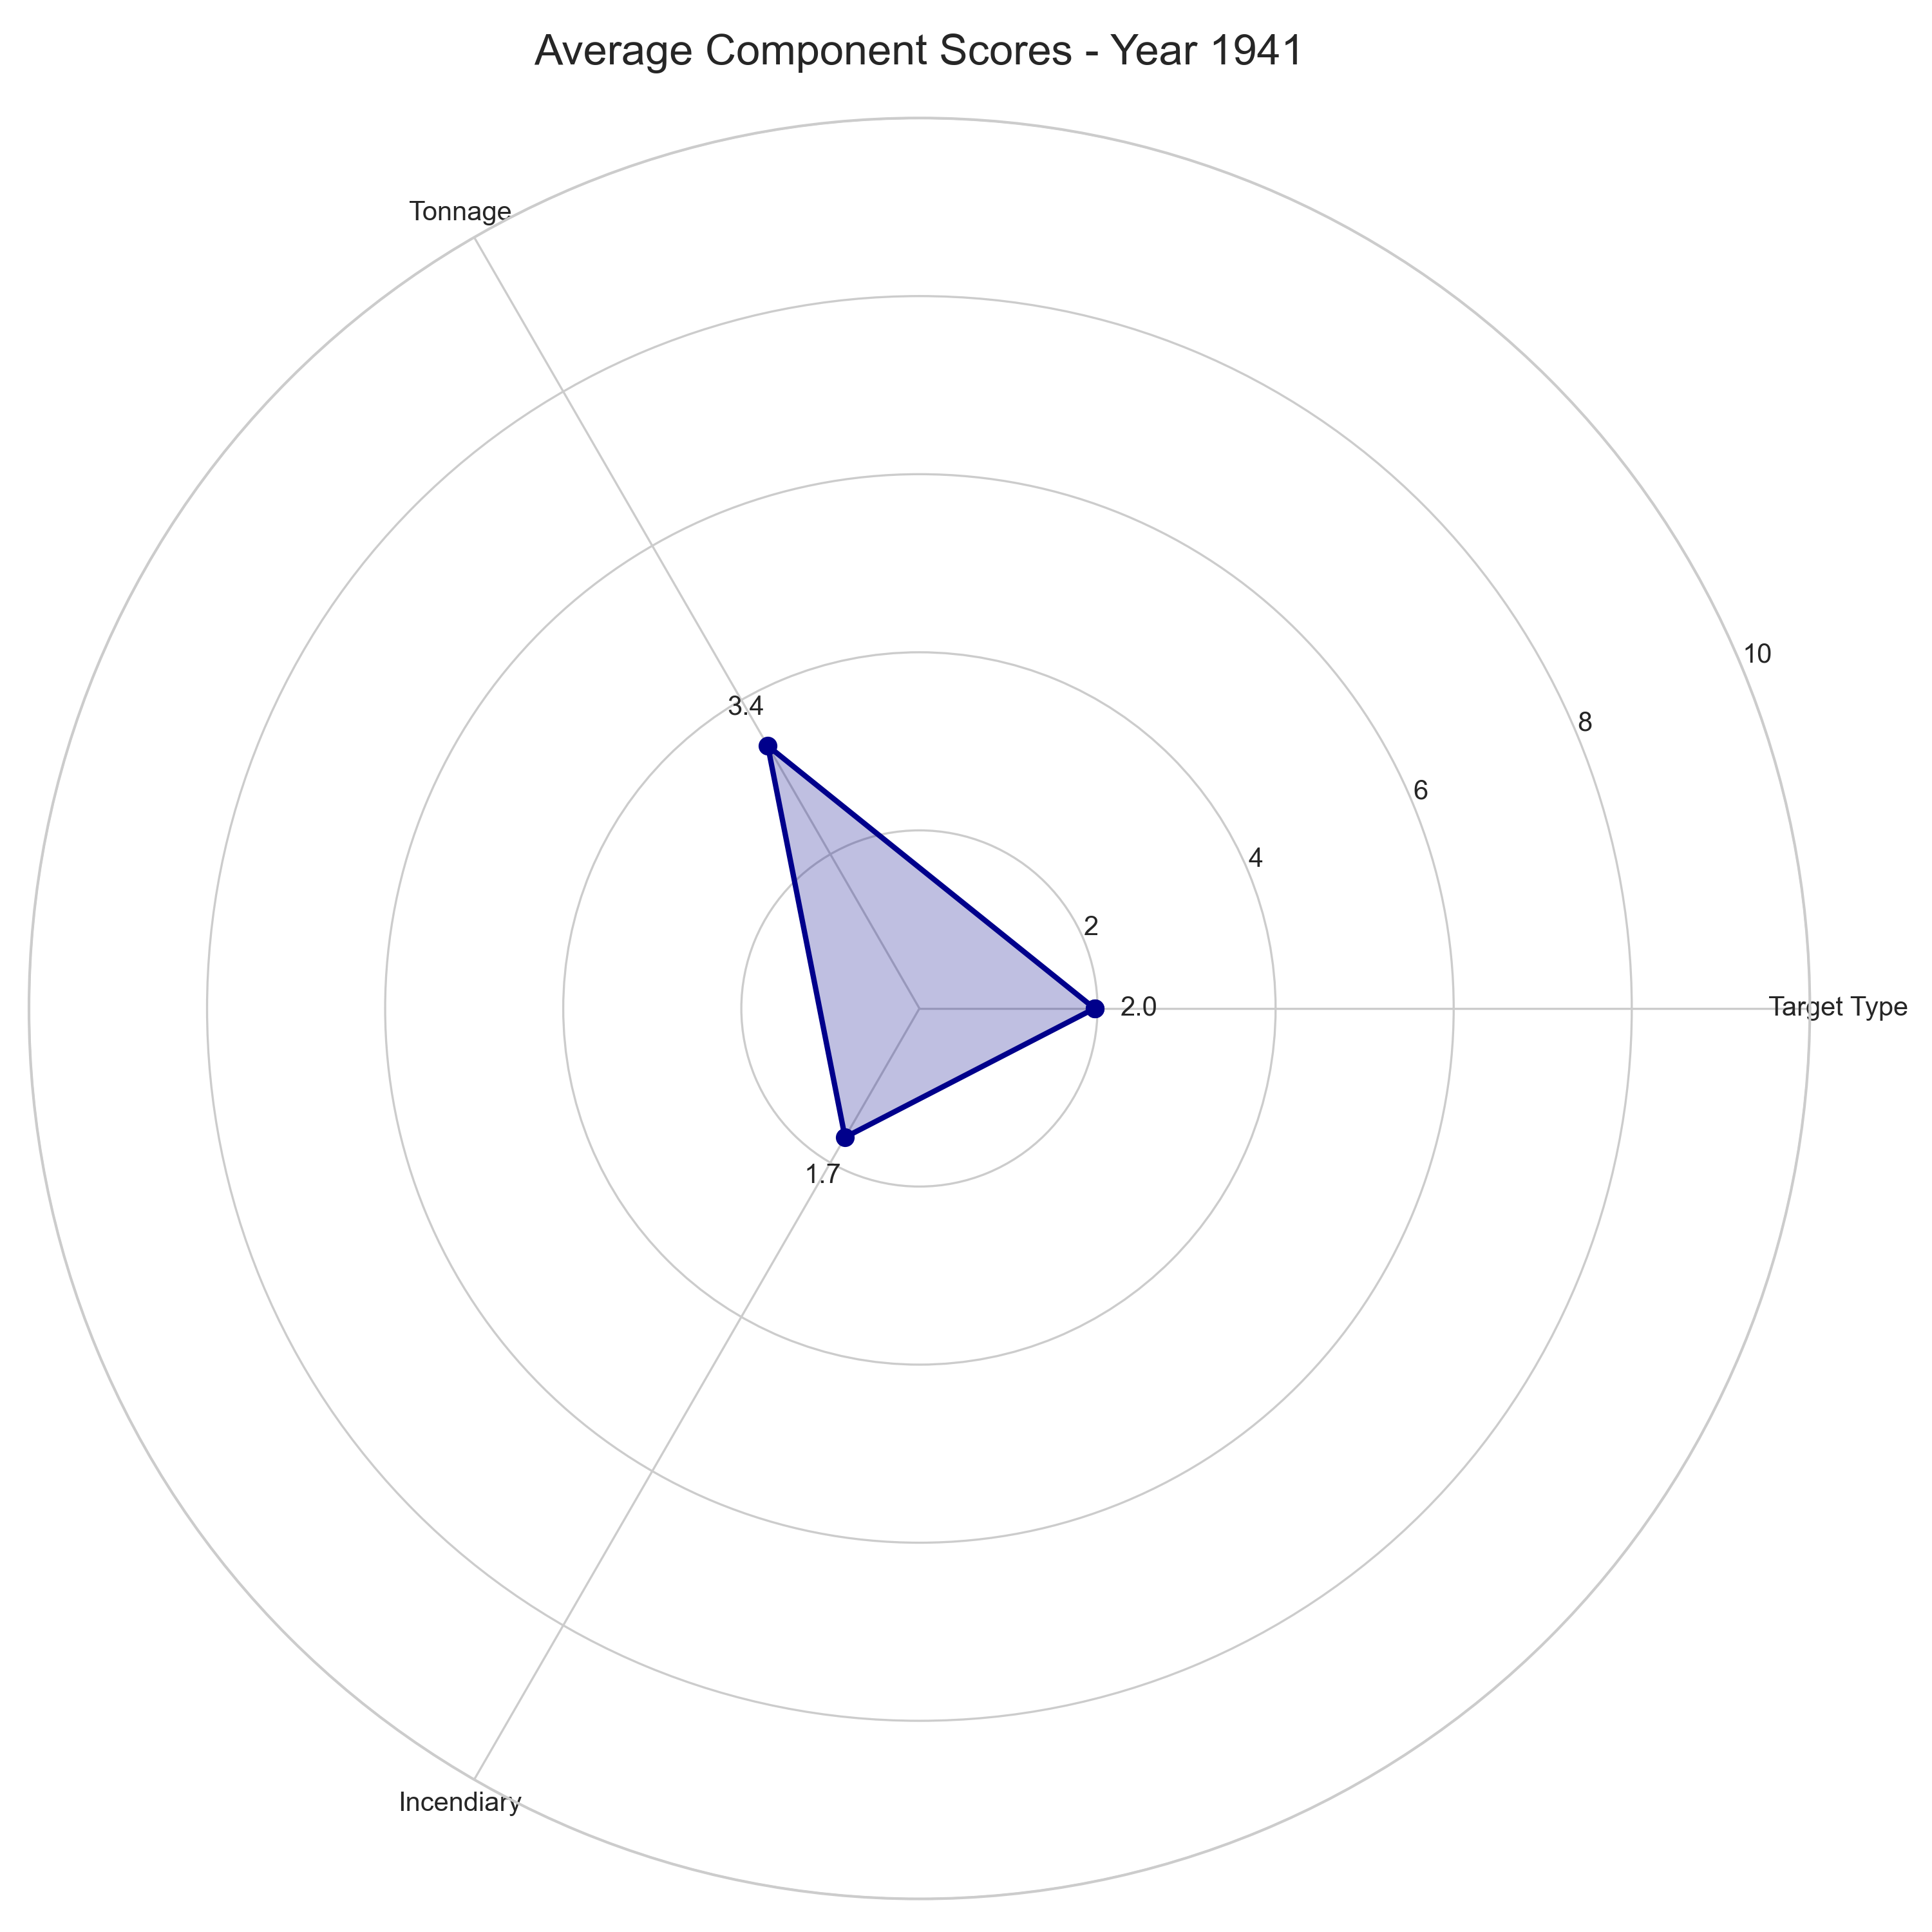 Average Component Scores - Year 1941
Tonnage
10
3.4
8
6
4
2
2.0
Target Type
1.7
Incendiary